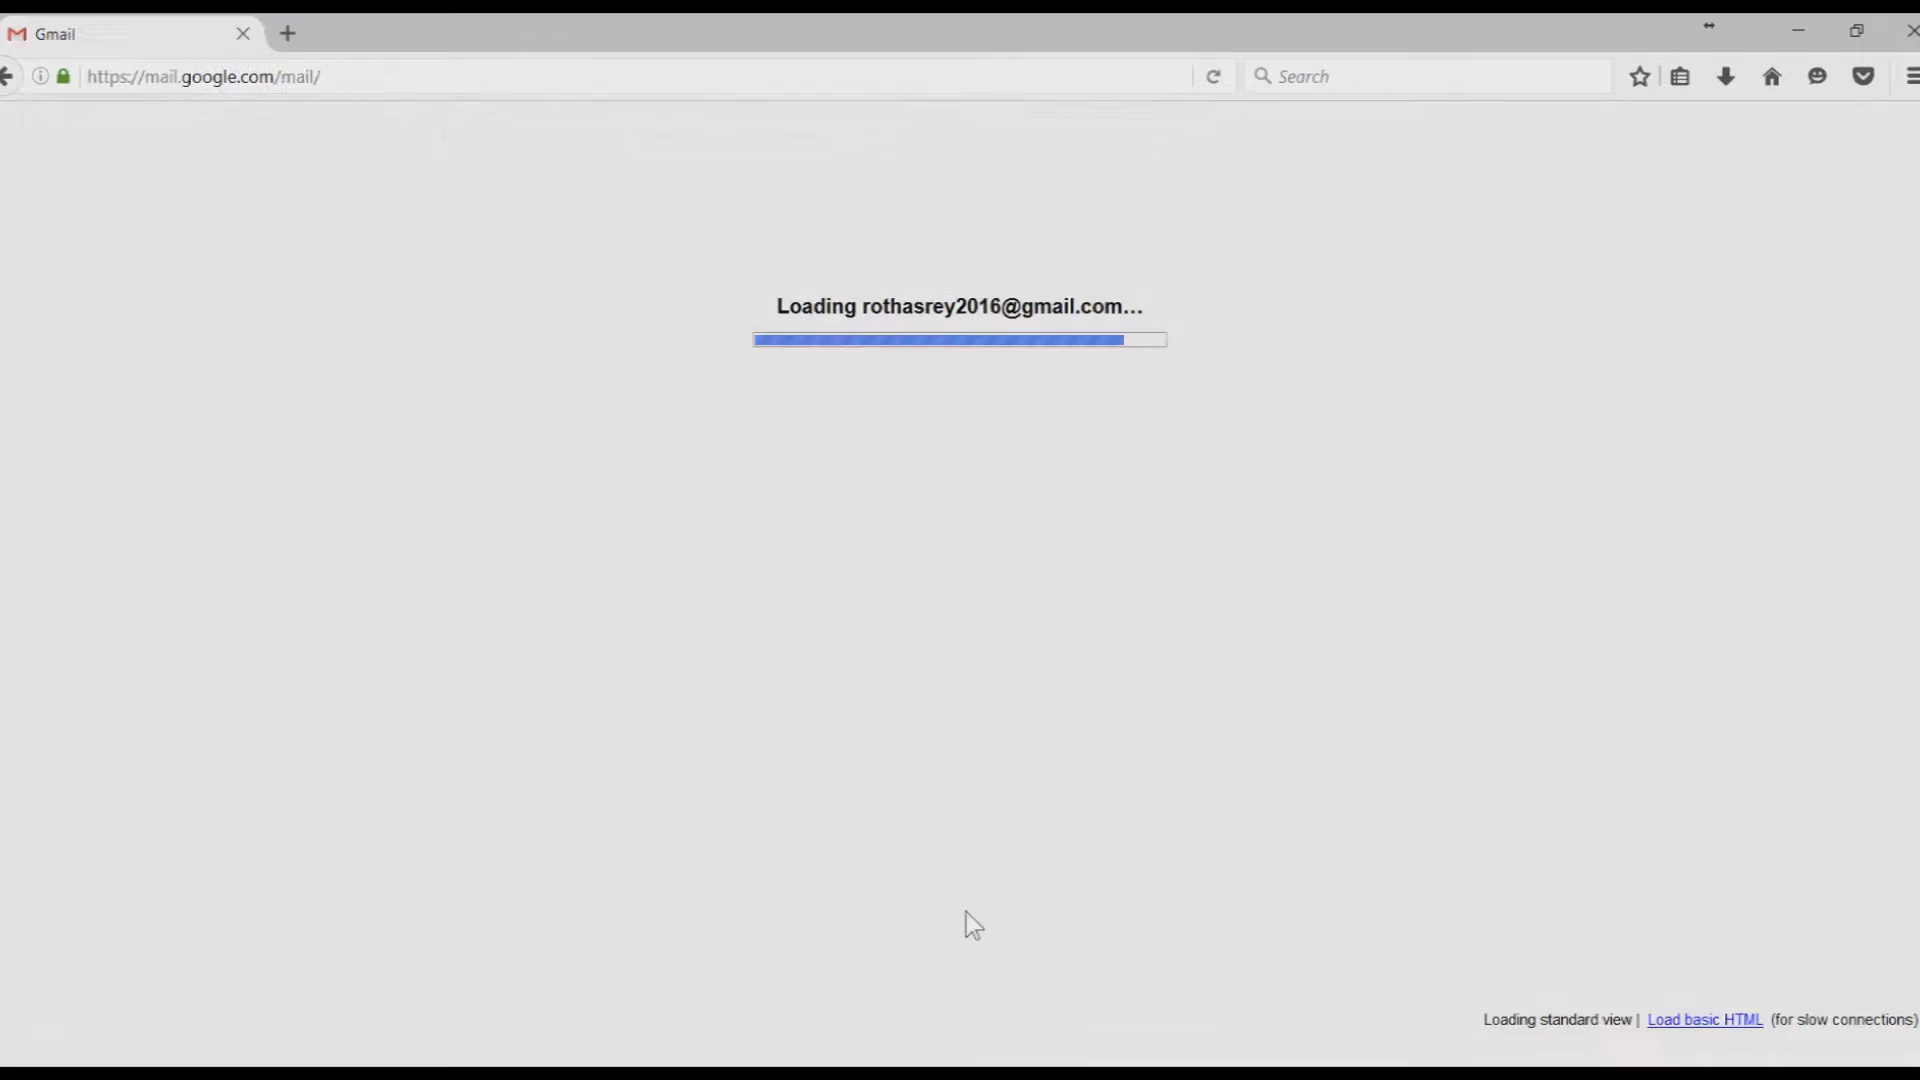 Gmail
https://mail.google.com/mail/
Search
Loading rothasrey2016@gmail.com...
Loading standard view | Load basic HTML (for slow connections)